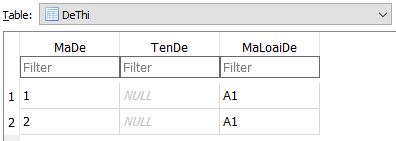 Table: DeThi
MaDe TenDe MaLoaiDe
Filter Filter Filter
1 1 NULL A1
2 2 NULL A1